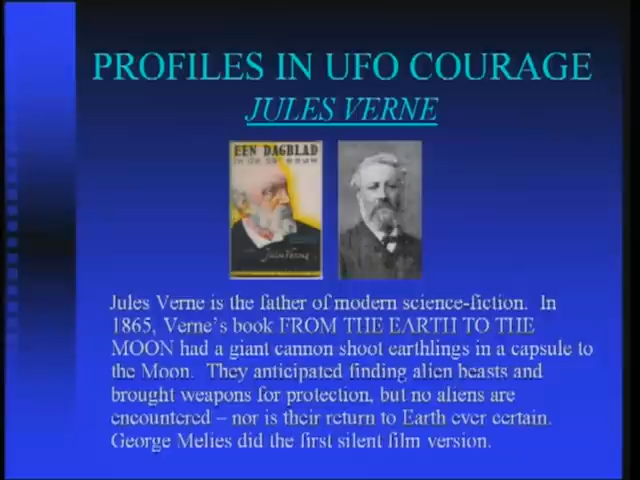 PROFILES IN UFO COURAGE
JULES VERNE
EEN DAGBLAD
Jules Verne
Jules Verne is the father of modern science-fiction. In
1865, Verne's book FROM THE EARTH TO THE
MOON had a giant cannon shoot earthlings in a capsule to
the Moon. They anticipated finding alien beasts and
brought weapons for protection, but no aliens are
encountered – nor is their return to Earth ever certain.
George Melies did the first silent film version.